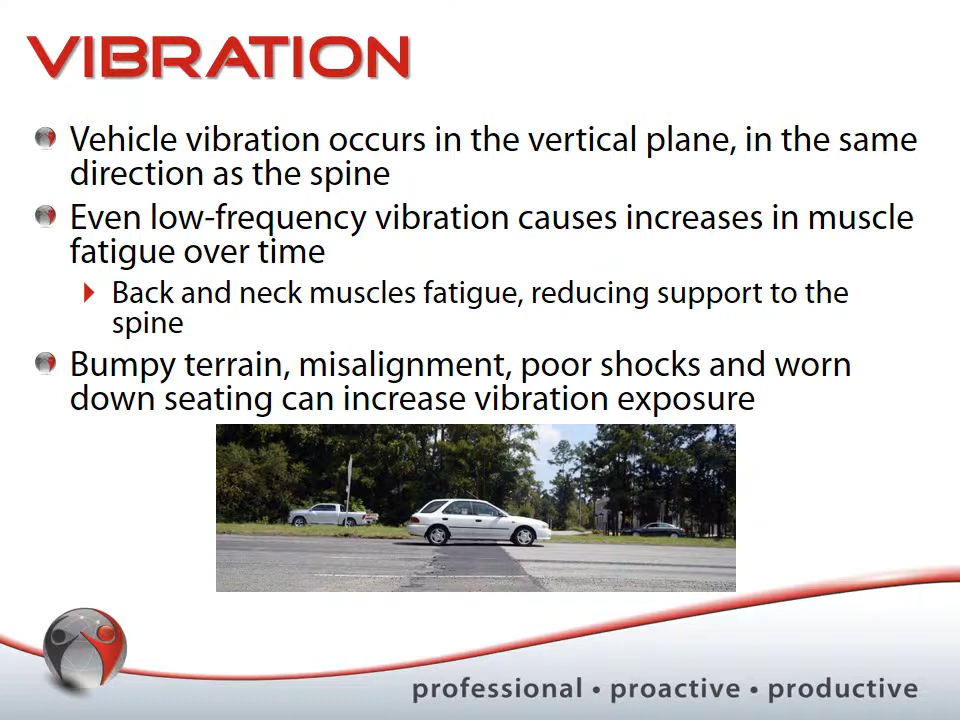 VIBRATION
Vehicle vibration occurs in the vertical plane, in the same
direction as the spine
Even low-frequency vibration causes increases in muscle
fatigue over time
Back and neck muscles fatigue, reducing support to the
spine
Bumpy terrain, misalignment, poor shocks and worn
down seating can increase vibration exposure
professional • proactive • productive